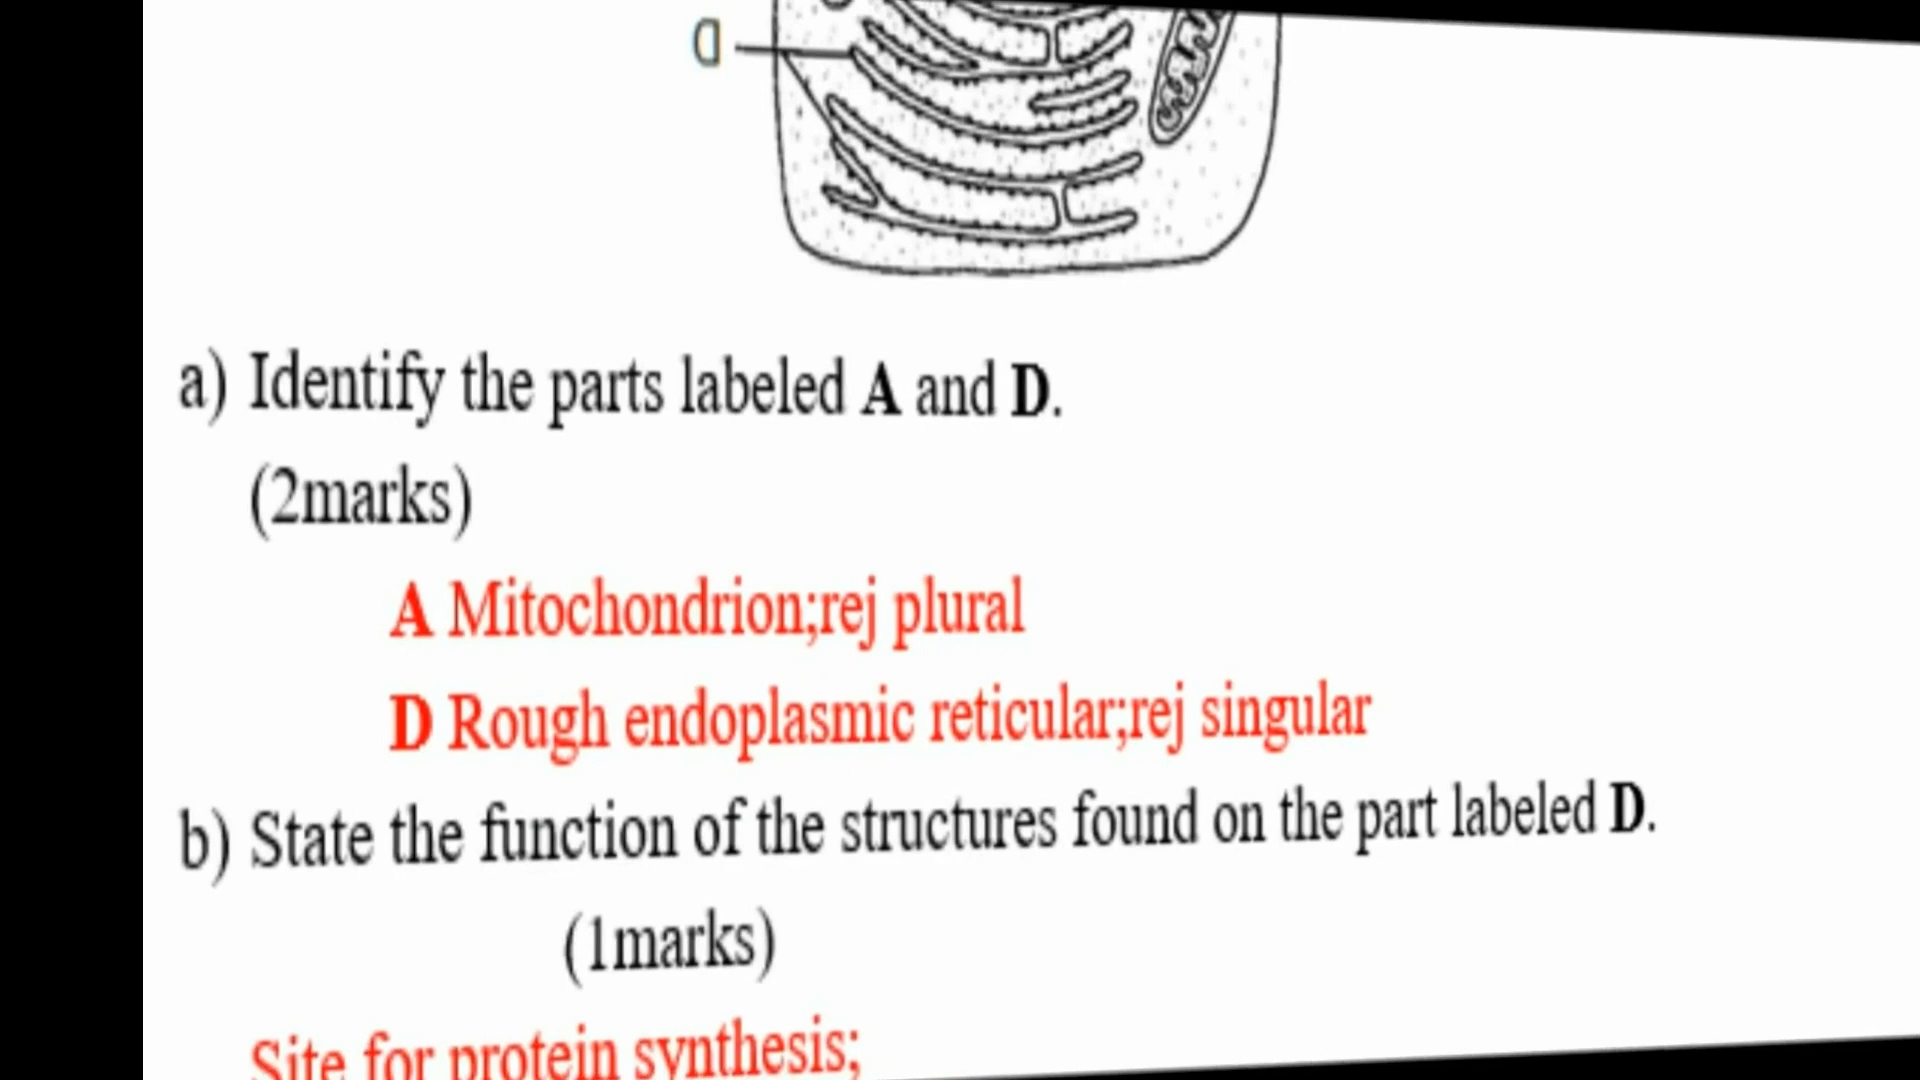 D
a) Identify the parts labeled A and D.
(2marks)
A Mitochondrion;rej plural
D Rough endoplasmic reticular;rej singular
b) State the function of the structures found on the part labeled D.
(1marks)
Site for protein synthesis;